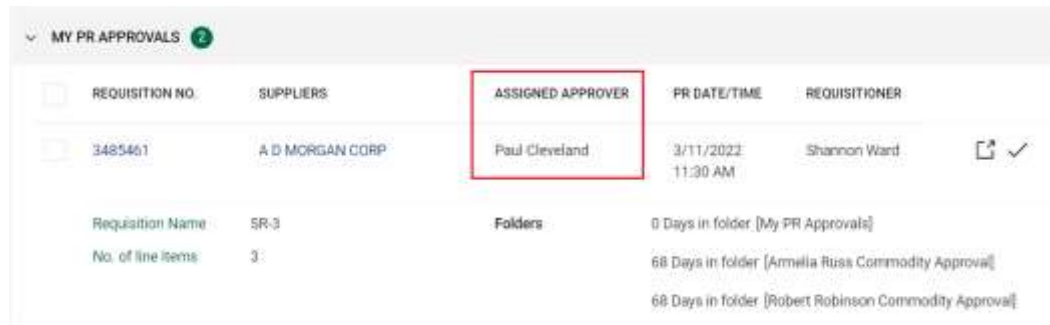 MY PR APPROVALS 2
REQUISITION NO. SUPPLIERS ASSIGNED APPROVER PR DATE/TIME REQUISITIONER
3485461 A D MORGAN CORP Paul Cleveland 3/11/2022 Shannon Ward
11:30 AM
Requisition Name SR-3 Folders 0 Days in folder [My PR Approvals]
No. of line items 3 68 Days in folder [Armelia Russ Commodity Approval]
68 Days in folder [Robert Robinson Commodity Approval]